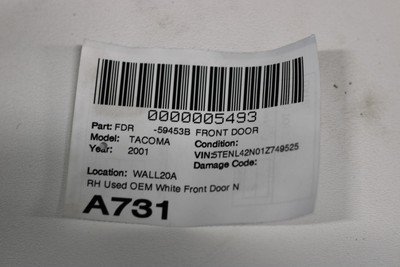 0000005493
Part: FDR -59453B FRONT DOOR
Model: TACOMA Condition:
Year: 2001 VIN:5TENL42N01Z749525
Damage Code:
Location: WALL20A
RH Used OEM White Front Door N
A731